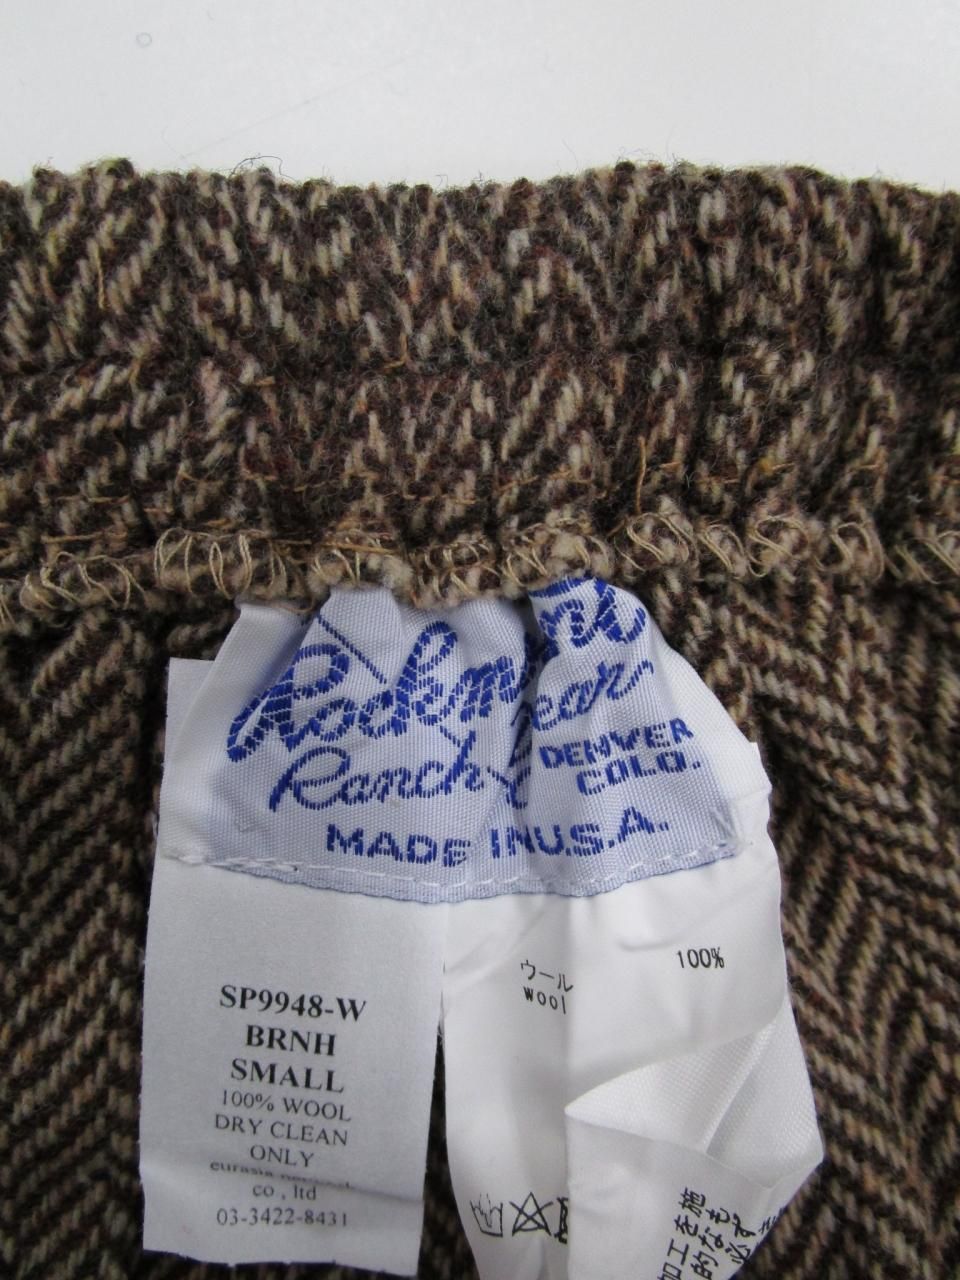 Rockmount
Ranch Wear
DENVER
COLO.
MADE IN U.S.A.
SP9948-W
BRNH
SMALL
100% WOOL
DRY CLEAN
ONLY
eurasia
co , ltd
03-3422-8431
ウール 100%
wool